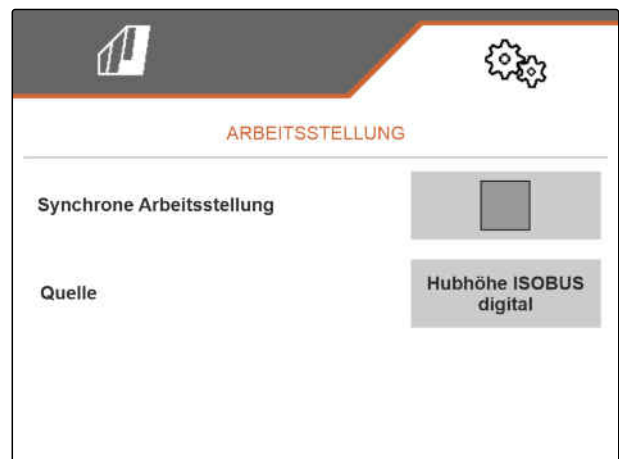 ARBEITSSTELLUNG
Synchrone Arbeitsstellung
Quelle
Hubhöhe ISOBUS
digital